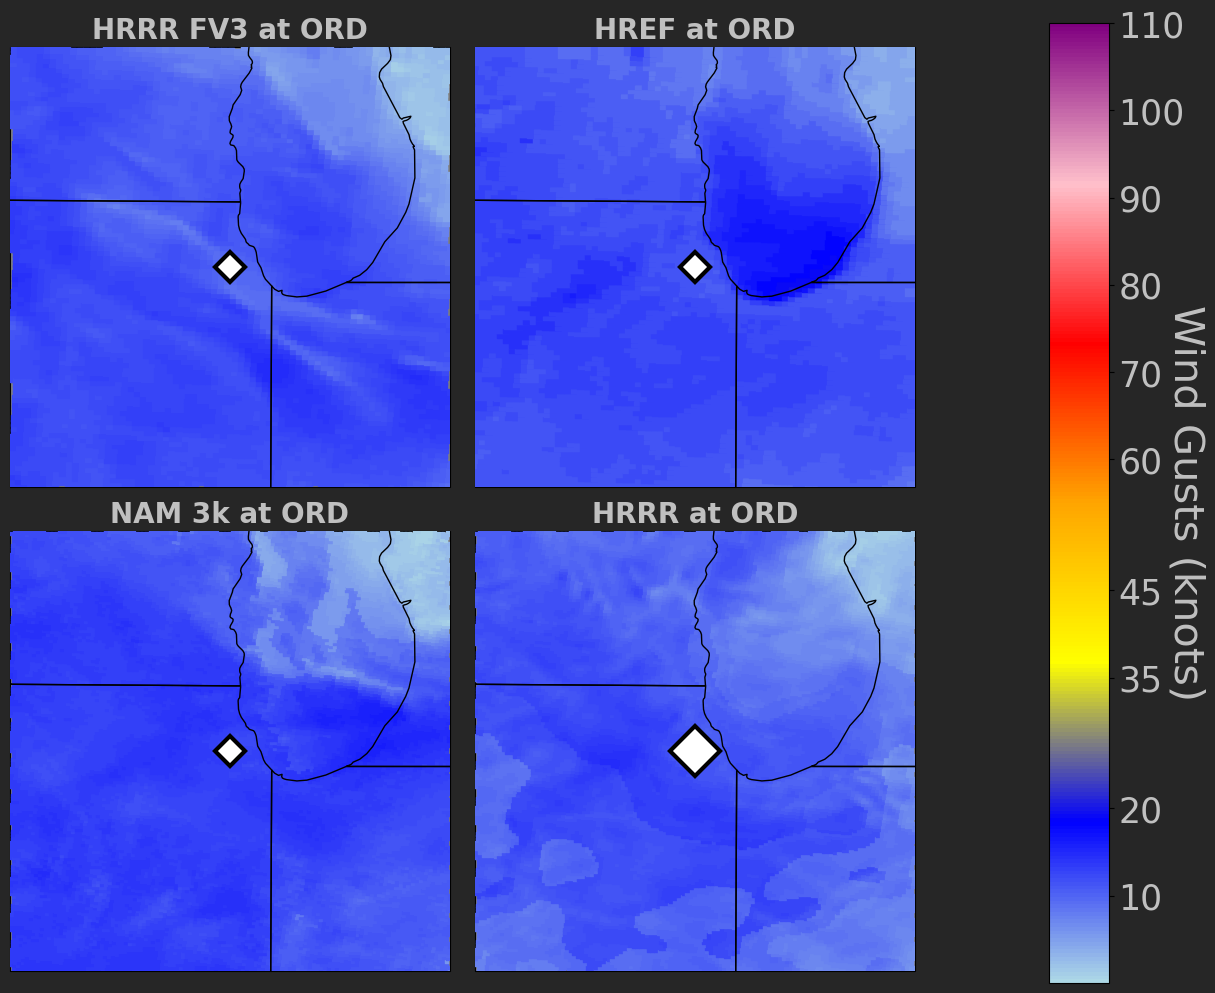 HRRR FV3 at ORD
HREF at ORD
NAM 3k at ORD
HRRR at ORD
110
100
90
80
70
60
45
35
20
10
Wind Gusts (knots)